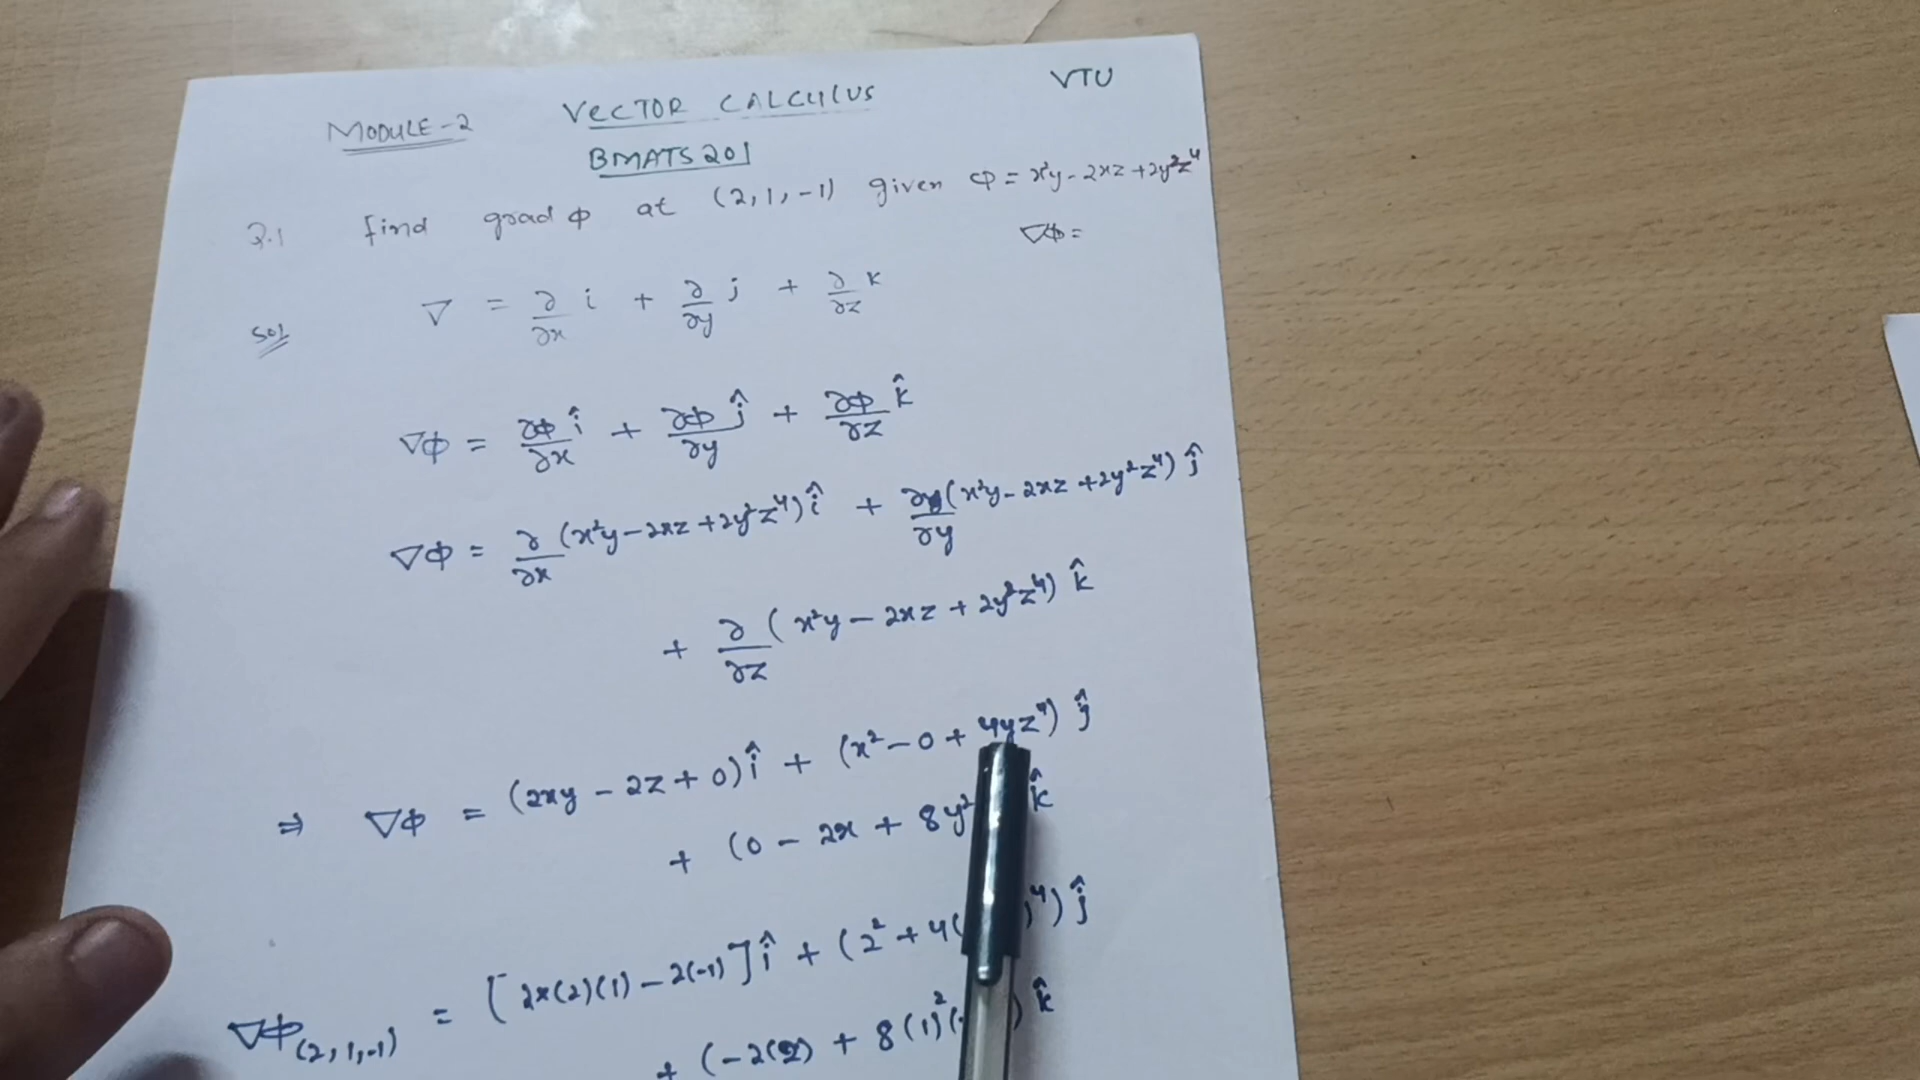 MODULE-2 VECTOR CALCULUS VTU
BMATS201
Q.1 find grad φ at (2,1,-1) given φ = x²y - 2xz + 2y²z⁴
∇φ =
Sol ∇ = ∂/∂x i + ∂/∂y j + ∂/∂z k
∇φ = ∂φ/∂x î + ∂φ/∂y ĵ + ∂φ/∂z k̂
∇φ = ∂/∂x (x²y - 2xz + 2y²z⁴) î + ∂/∂y (x²y - 2xz + 2y²z⁴) ĵ
+ ∂/∂z (x²y - 2xz + 2y²z⁴) k̂
⇒ ∇φ = (2xy - 2z + 0) î + (x² - 0 + 4yz⁴) ĵ
+ (0 - 2x + 8y² k̂
∇φ(2,1,-1) = [2×(2)(1) - 2(-1)] î + (2² + 4( )⁴) ĵ
+ (-2(2) + 8(1)²(- ) k̂